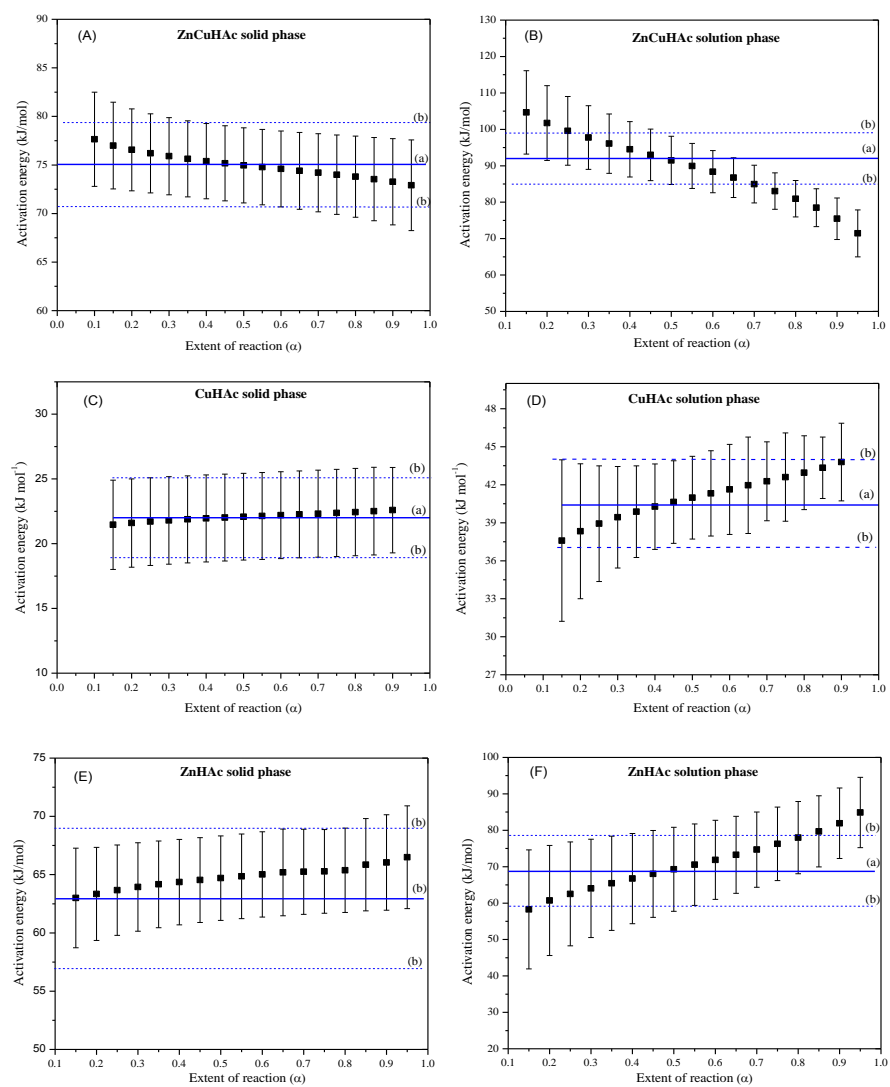 (A) ZnCuHAc solid phase
90
85
80
75
70
65
60
Activation energy (kJ/mol)
(b)
(a)
(b)
0.0 0.1 0.2 0.3 0.4 0.5 0.6 0.7 0.8 0.9 1.0
Extent of reaction (α)
(B) ZnCuHAc solution phase
130
120
110
100
90
80
70
60
50
Activation energy (kJ/mol)
(b)
(a)
(b)
0.1 0.2 0.3 0.4 0.5 0.6 0.7 0.8 0.9 1.0
Extent of reaction (α)
(C) CuHAc solid phase
30
25
20
15
10
Activation energy (kJ mol⁻¹)
(b)
(a)
(b)
0.0 0.1 0.2 0.3 0.4 0.5 0.6 0.7 0.8 0.9 1.0
Extent of reaction (α)
(D) CuHAc solution phase
48
45
42
39
36
33
30
27
Activation energy (kJ mol⁻¹)
(b)
(a)
(b)
0.0 0.1 0.2 0.3 0.4 0.5 0.6 0.7 0.8 0.9 1.0
Extent of reaction (α)
(E) ZnHAc solid phase
75
70
65
60
55
50
Activation energy (kJ/mol)
(b)
(b)
(b)
0.1 0.2 0.3 0.4 0.5 0.6 0.7 0.8 0.9 1.0
Extent of reaction (α)
(F) ZnHAc solution phase
100
90
80
70
60
50
40
30
20
Activation energy (kJ/mol)
(b)
(a)
(b)
0.1 0.2 0.3 0.4 0.5 0.6 0.7 0.8 0.9 1.0
Extent of reaction (α)